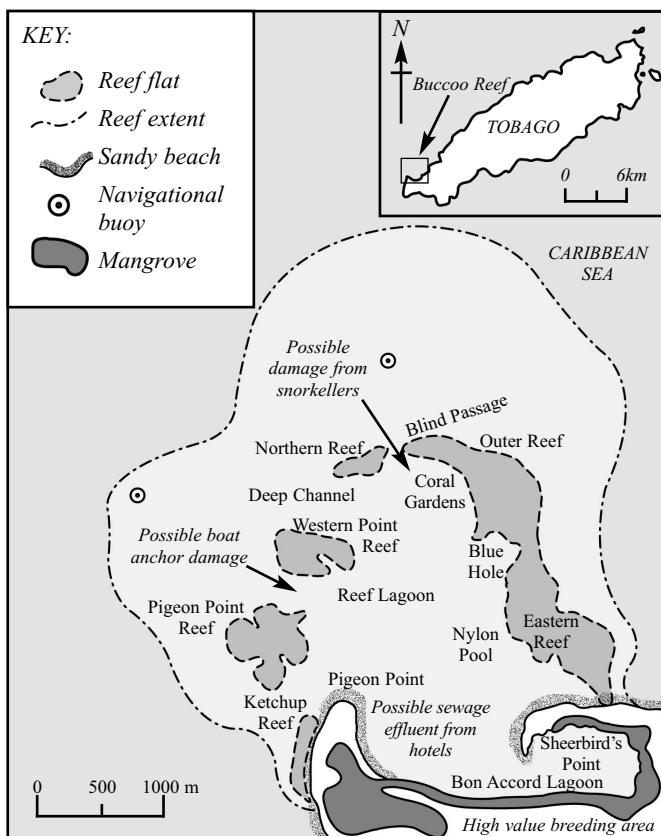 KEY:
Reef flat
Reef extent
Sandy beach
Navigational
buoy
Mangrove
N
Buccoo Reef
TOBAGO
0 6km
CARIBBEAN
SEA
Possible
damage from
snorkellers
Blind Passage
Northern Reef
Outer Reef
Coral
Gardens
Deep Channel
Western Point
Reef
Possible boat
anchor damage
Blue
Hole
Reef Lagoon
Pigeon Point
Reef
Eastern
Reef
Nylon
Pool
Pigeon Point
Ketchup
Reef
Possible sewage
effluent from
hotels
Sheerbird's
Point
Bon Accord Lagoon
0 500 1000 m
High value breeding area